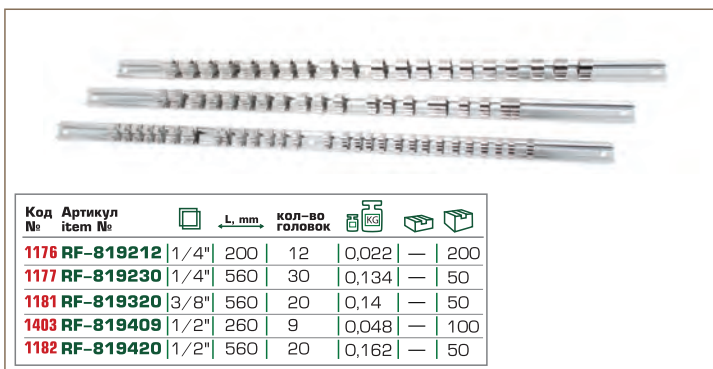 Код Артикул L, mm кол-во KG
№ item № головок
1176 RF-819212 1/4" 200 12 0,022 — 200
1177 RF-819230 1/4" 560 30 0,134 — 50
1181 RF-819320 3/8" 560 20 0,14 — 50
1403 RF-819409 1/2" 260 9 0,048 — 100
1182 RF-819420 1/2" 560 20 0,162 — 50